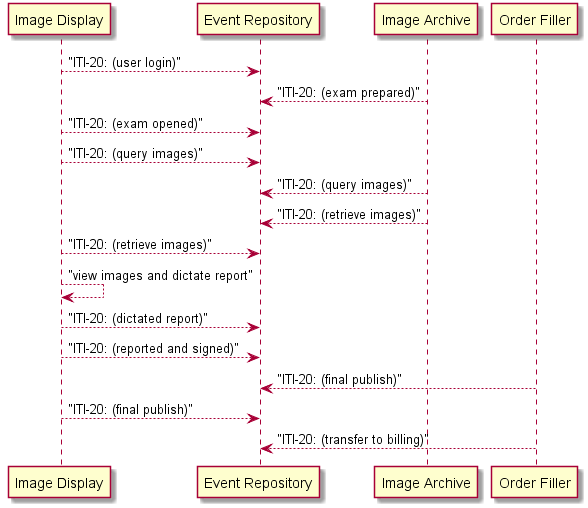 Image Display Event Repository Image Archive Order Filler
"ITI-20: (user login)"
"ITI-20: (exam prepared)"
"ITI-20: (exam opened)"
"ITI-20: (query images)"
"ITI-20: (query images)"
"ITI-20: (retrieve images)"
"ITI-20: (retrieve images)"
"view images and dictate report"
"ITI-20: (dictated report)"
"ITI-20: (reported and signed)"
"ITI-20: (final publish)"
"ITI-20: (final publish)"
"ITI-20: (transfer to billing)"
Image Display Event Repository Image Archive Order Filler